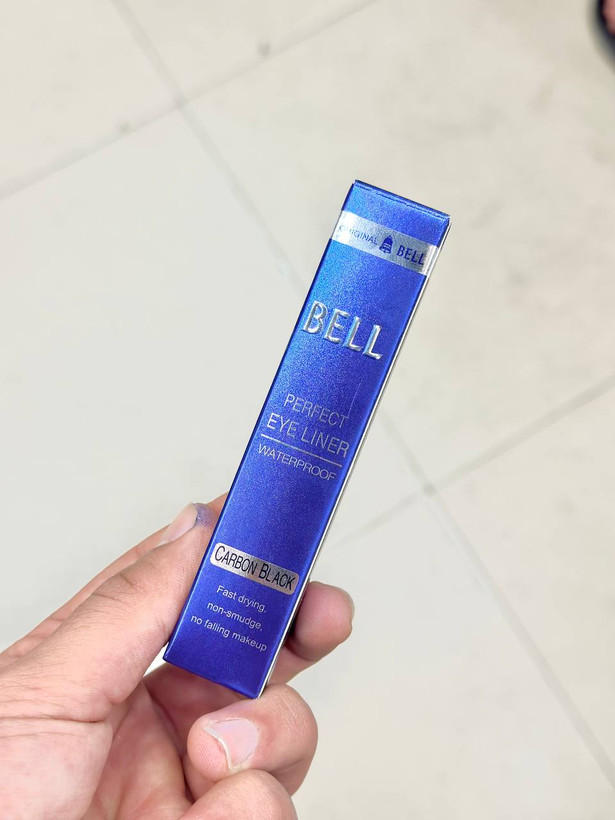 ORIGINAL BELL
BELL
PERFECT
EYE LINER
WATERPROOF
CARBON BLACK
Fast drying,
non-smudge,
no falling makeup